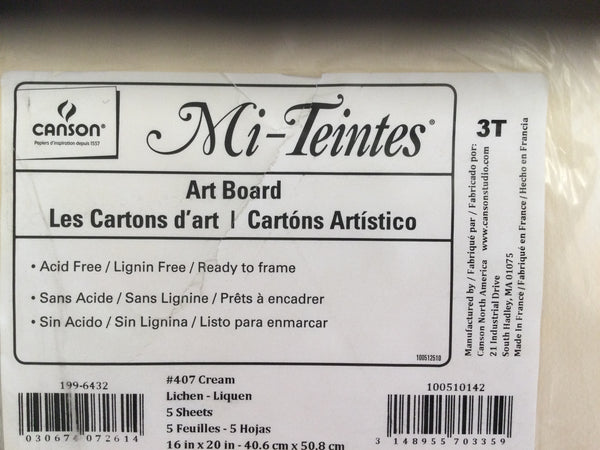 CANSON®
Papiers d'inspiration depuis 1557
Mi-Teintes®
3T
Art Board
Les Cartons d'art | Cartóns Artístico
• Acid Free / Lignin Free / Ready to frame
• Sans Acide / Sans Lignine / Prêts à encadrer
• Sin Acido / Sin Lignina / Listo para enmarcar
100512510
Manufactured by / Fabriqué par / Fabricado por:
Canson North America www.cansonstudio.com
21 Industrial Drive
South Hadley, MA 01075
Made in France / Fabriqué en France / Hecho en Francia
199-6432
0 30674 07261 4
#407 Cream
Lichen - Liquen
5 Sheets
5 Feuilles - 5 Hojas
16 in x 20 in - 40.6 cm x 50.8 cm
100510142
3 148955 703359